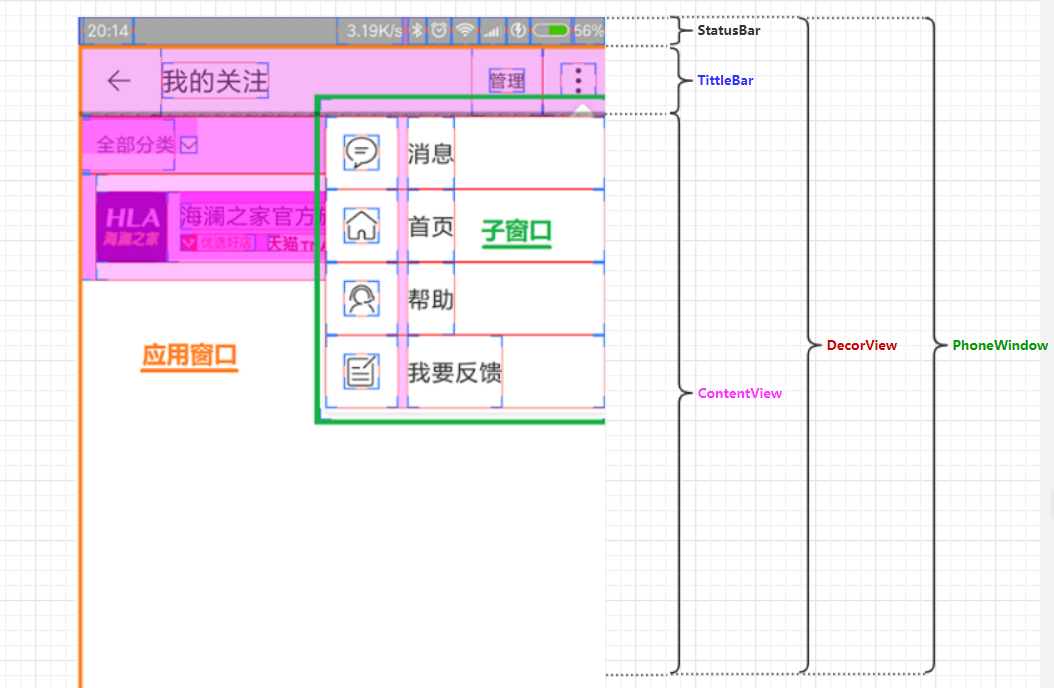 20:14 3.19K/s 56%
StatusBar
我的关注 管理
TittleBar
全部分类
消息
HLA
海澜之家
海澜之家官方
优选好店 天猫
首页
子窗口
帮助
应用窗口
DecorView
PhoneWindow
我要反馈
ContentView